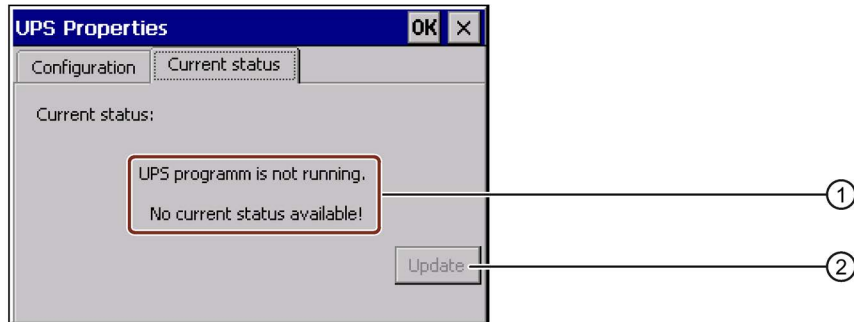 UPS Properties OK ×
Configuration Current status
Current status:
UPS programm is not running.
No current status available!
1
Update
2